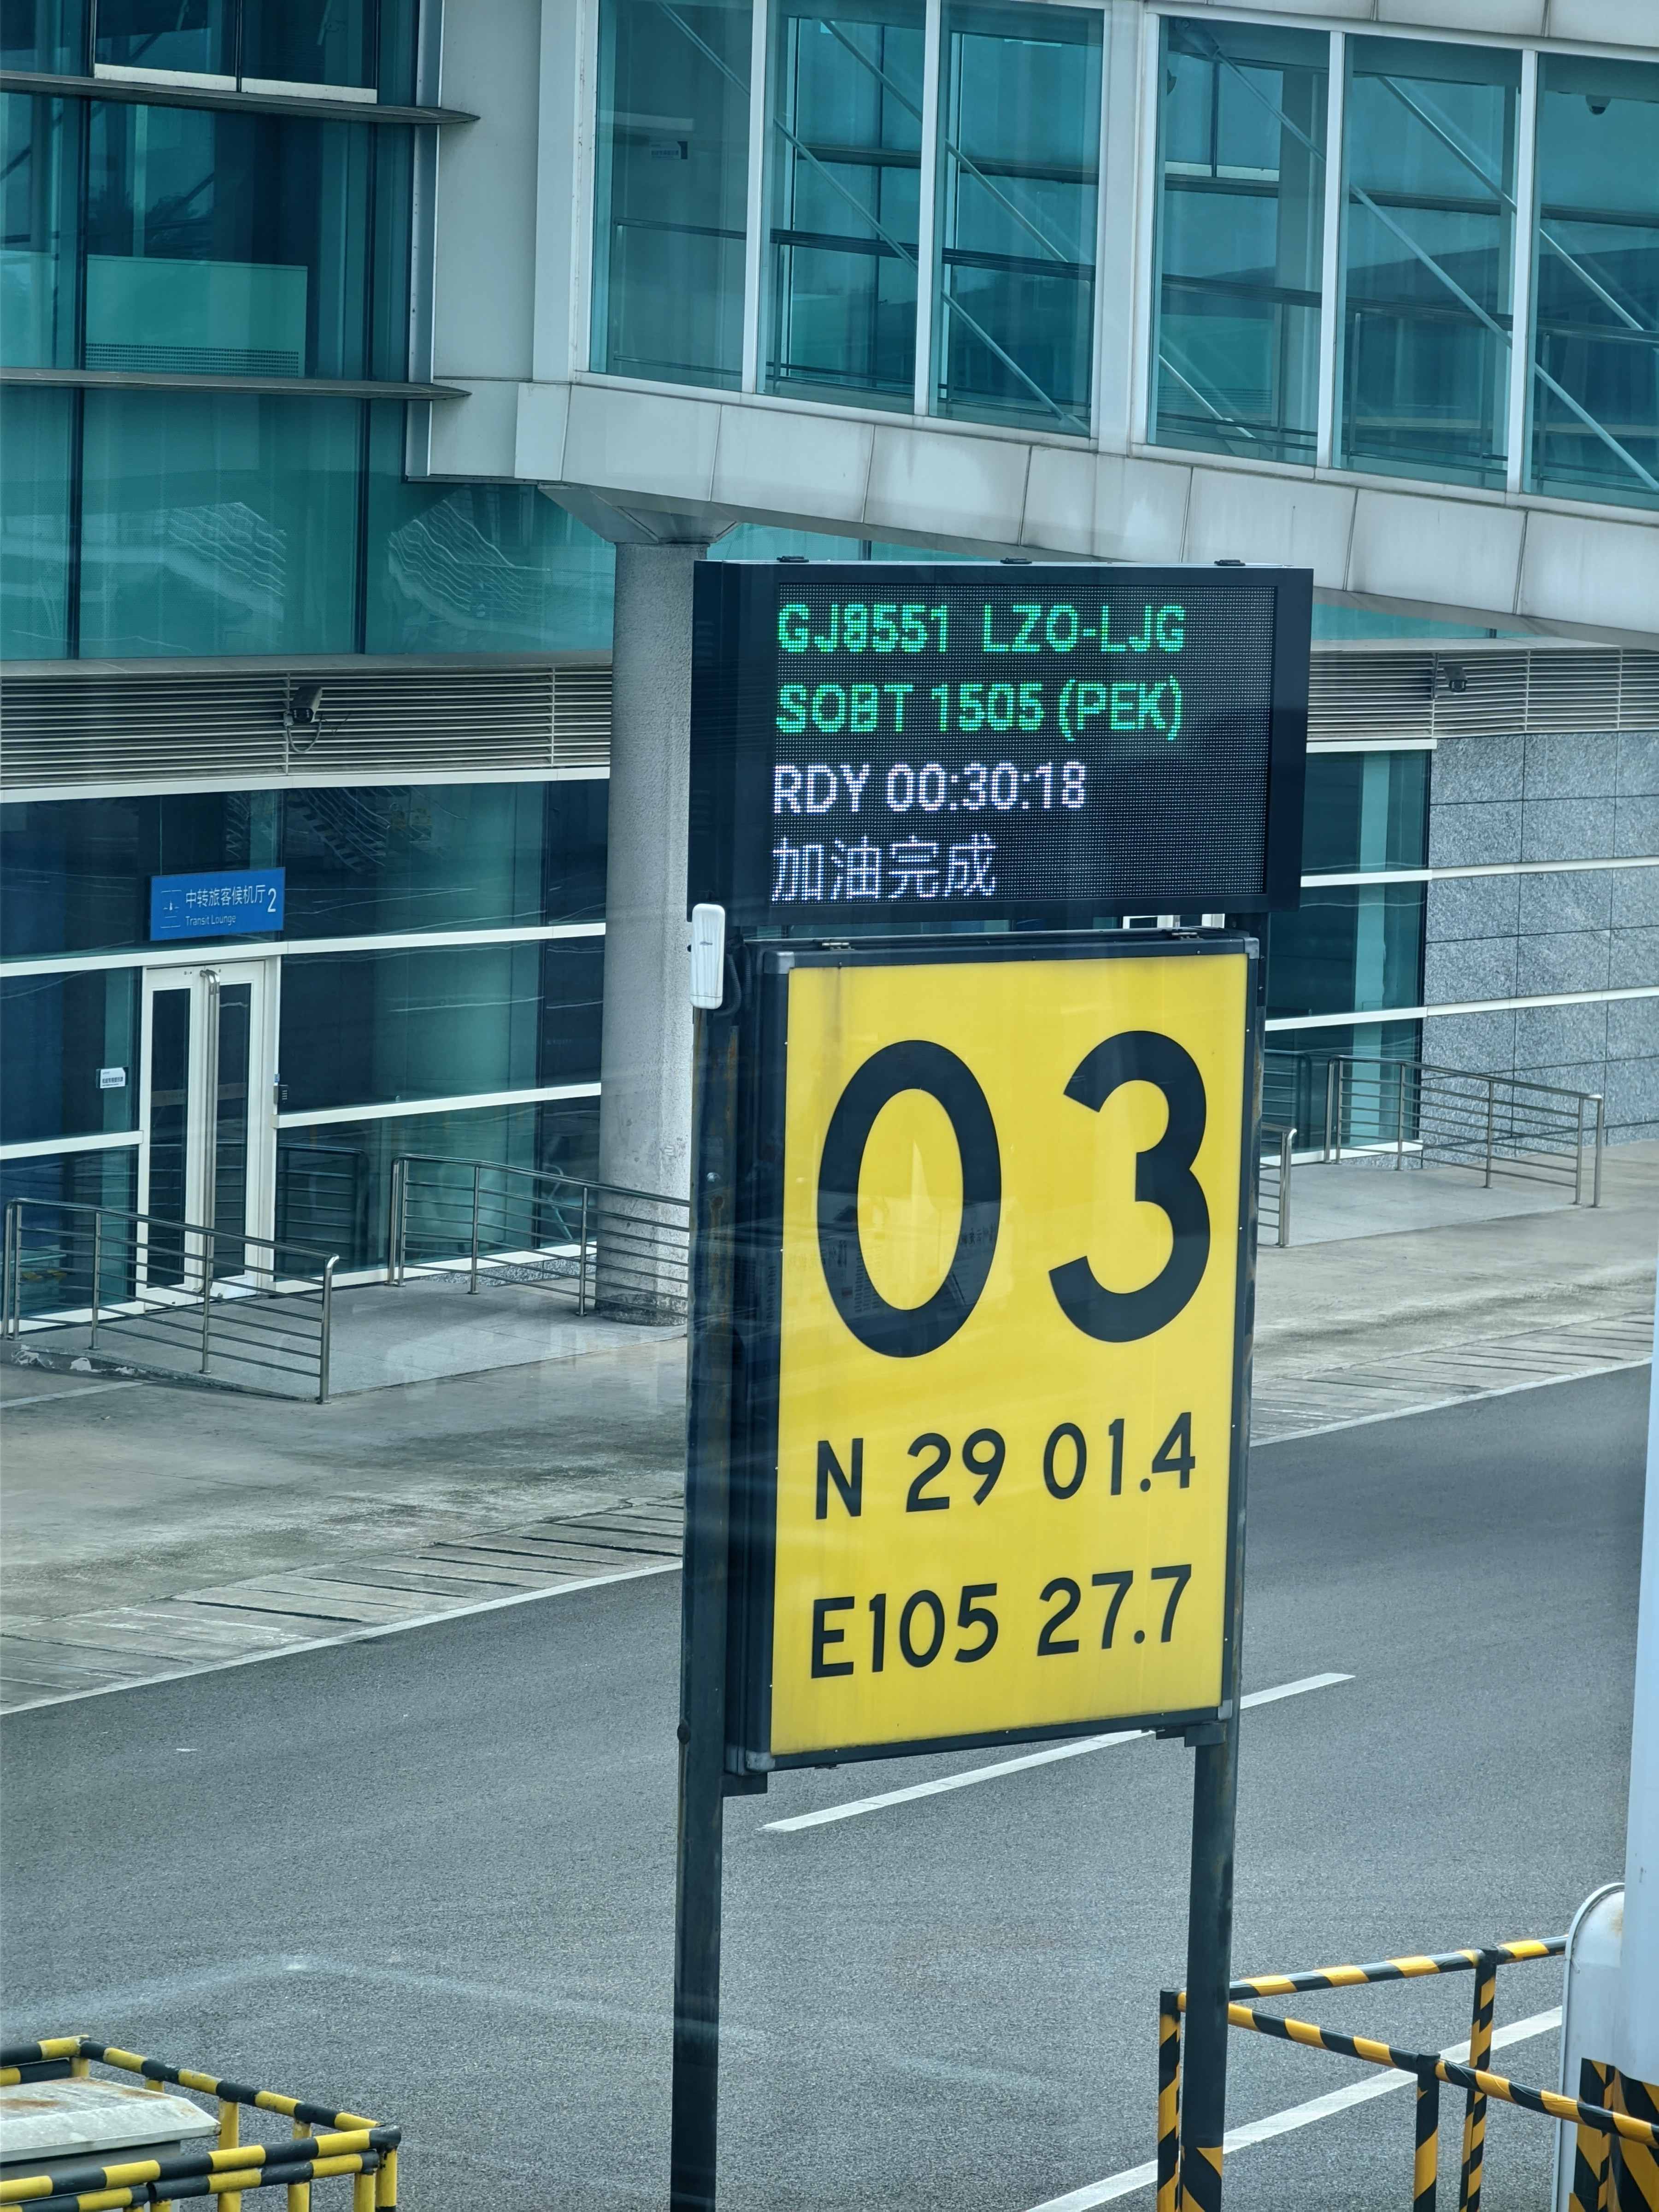 GJ8551 LZO-LJG
SOBT 1505 (PEK)
RDY 00:30:18
加油完成
中转旅客候机厅 2
Transit Lounge
03
N 29 01.4
E105 27.7